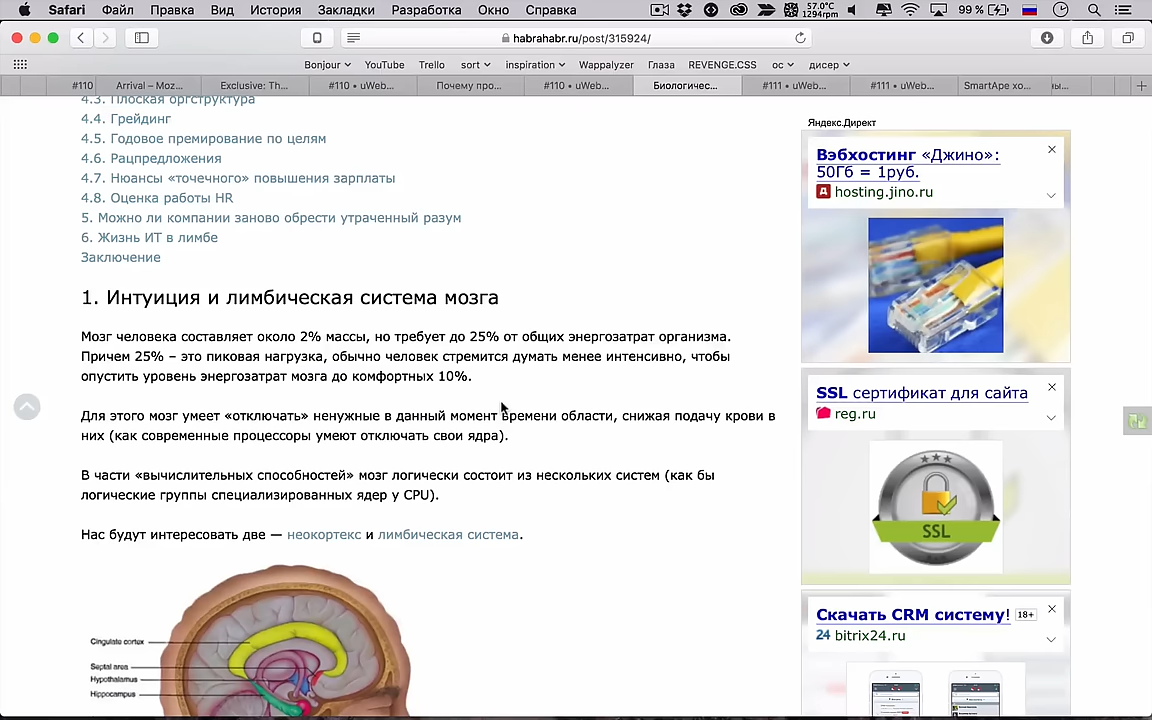 Safari Файл Правка Вид История Закладки Разработка Окно Справка 57.0°C 1294rpm 99 %
habrahabr.ru/post/315924/
Bonjour YouTube Trello sort inspiration Wappalyzer Глаза REVENGE.CSS ос дисер
#110 Arrival – Moz... Exclusive: Th... #110 • uWeb... Почему про... #110 • uWeb... Биологичес... #111 • uWeb... #111 • uWeb... SmartApe хо...
4.3. Плоская оргструктура
4.4. Грейдинг
4.5. Годовое премирование по целям
4.6. Рацпредложения
4.7. Нюансы «точечного» повышения зарплаты
4.8. Оценка работы HR
5. Можно ли компании заново обрести утраченный разум
6. Жизнь ИТ в лимбе
Заключение
1. Интуиция и лимбическая система мозга
Мозг человека составляет около 2% массы, но требует до 25% от общих энергозатрат организма.
Причем 25% – это пиковая нагрузка, обычно человек стремится думать менее интенсивно, чтобы
опустить уровень энергозатрат мозга до комфортных 10%.
Для этого мозг умеет «отключать» ненужные в данный момент времени области, снижая подачу крови в
них (как современные процессоры умеют отключать свои ядра).
В части «вычислительных способностей» мозг логически состоит из нескольких систем (как бы
логические группы специализированных ядер у CPU).
Нас будут интересовать две — неокортекс и лимбическая система.
Cingulate cortex
Septal area
Hypothalamus
Hippocampus
Яндекс.Директ
Вэбхостинг «Джино»:
50Гб = 1руб.
hosting.jino.ru
SSL сертификат для сайта
reg.ru
SSL
Скачать CRM систему! 18+
24 bitrix24.ru